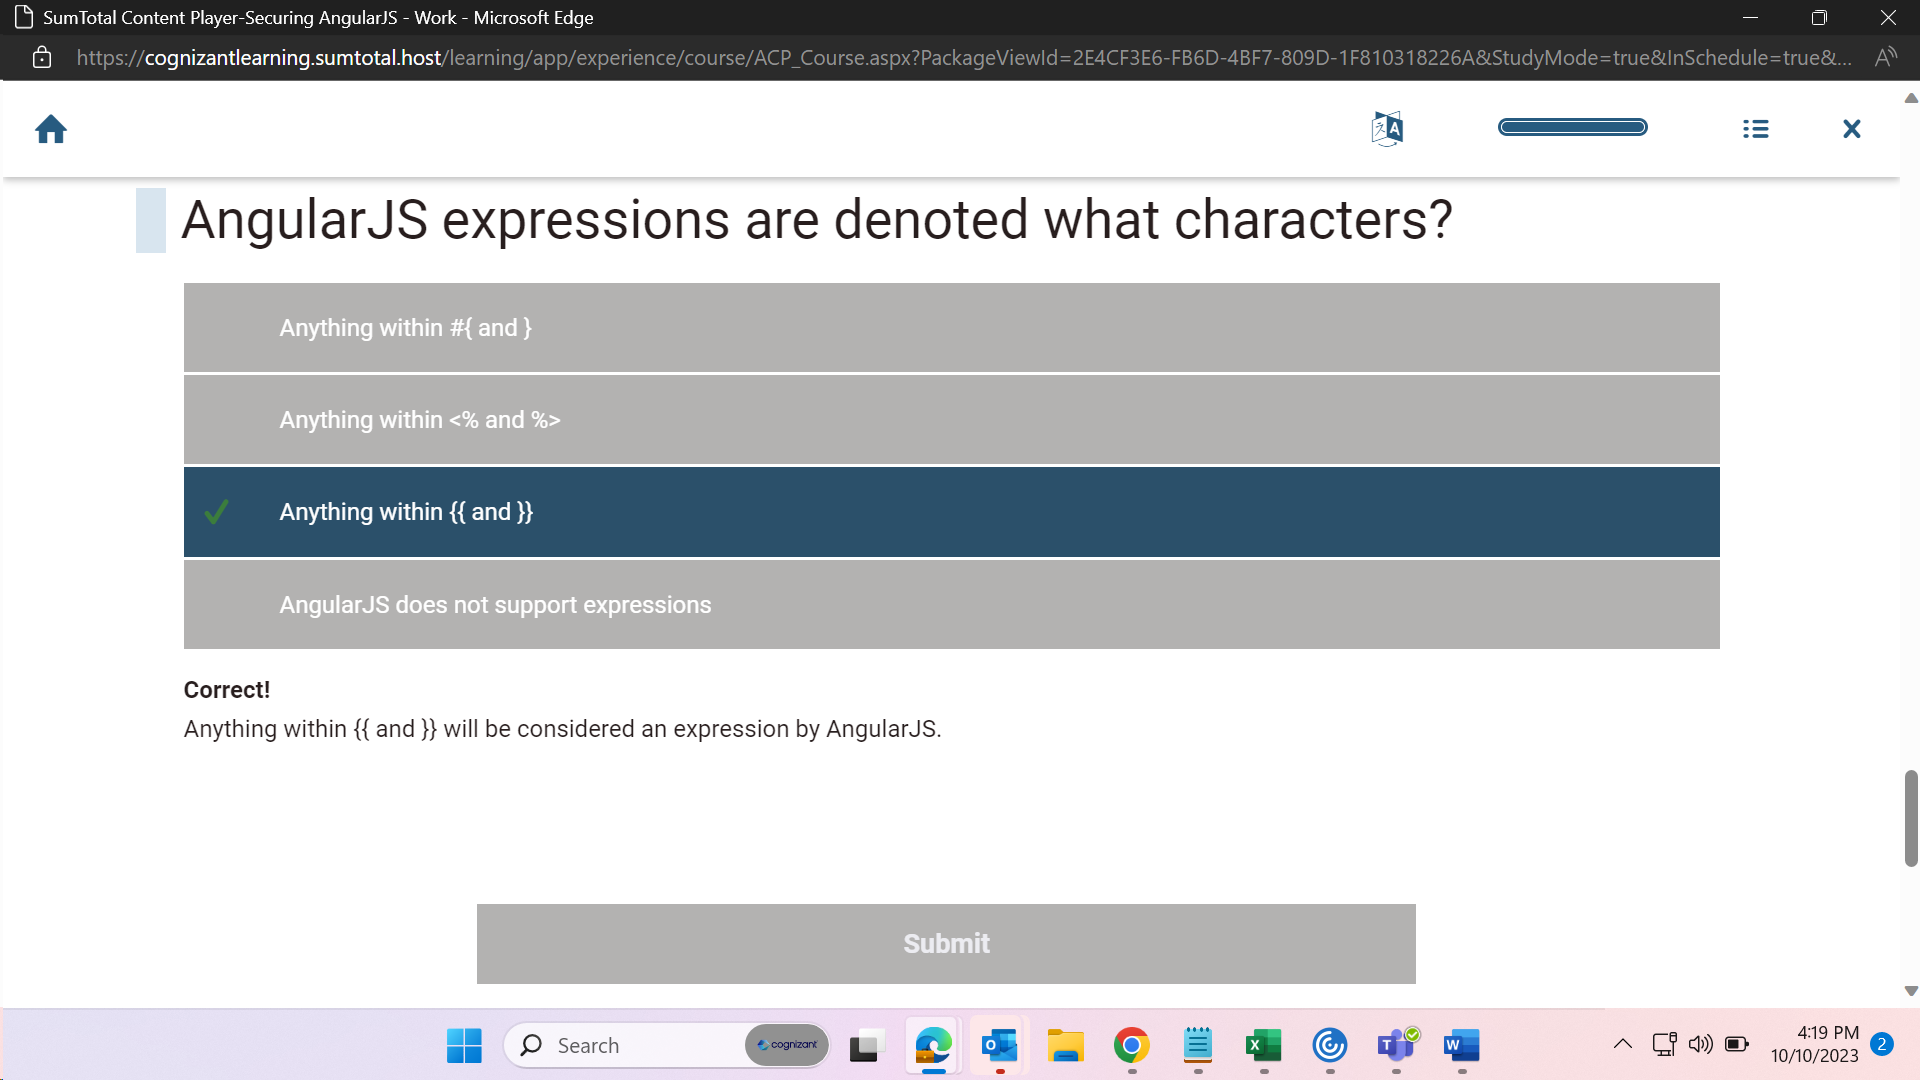 SumTotal Content Player-Securing AngularJS - Work - Microsoft Edge
https://cognizantlearning.sumtotal.host/learning/app/experience/course/ACP_Course.aspx?PackageViewId=2E4CF3E6-FB6D-4BF7-809D-1F810318226A&StudyMode=true&InSchedule=true&...
AngularJS expressions are denoted what characters?
Anything within #{ and }
Anything within <% and %>
Anything within {{ and }}
AngularJS does not support expressions
Correct!
Anything within {{ and }} will be considered an expression by AngularJS.
Submit
Search
cognizant
4:19 PM
10/10/2023
2